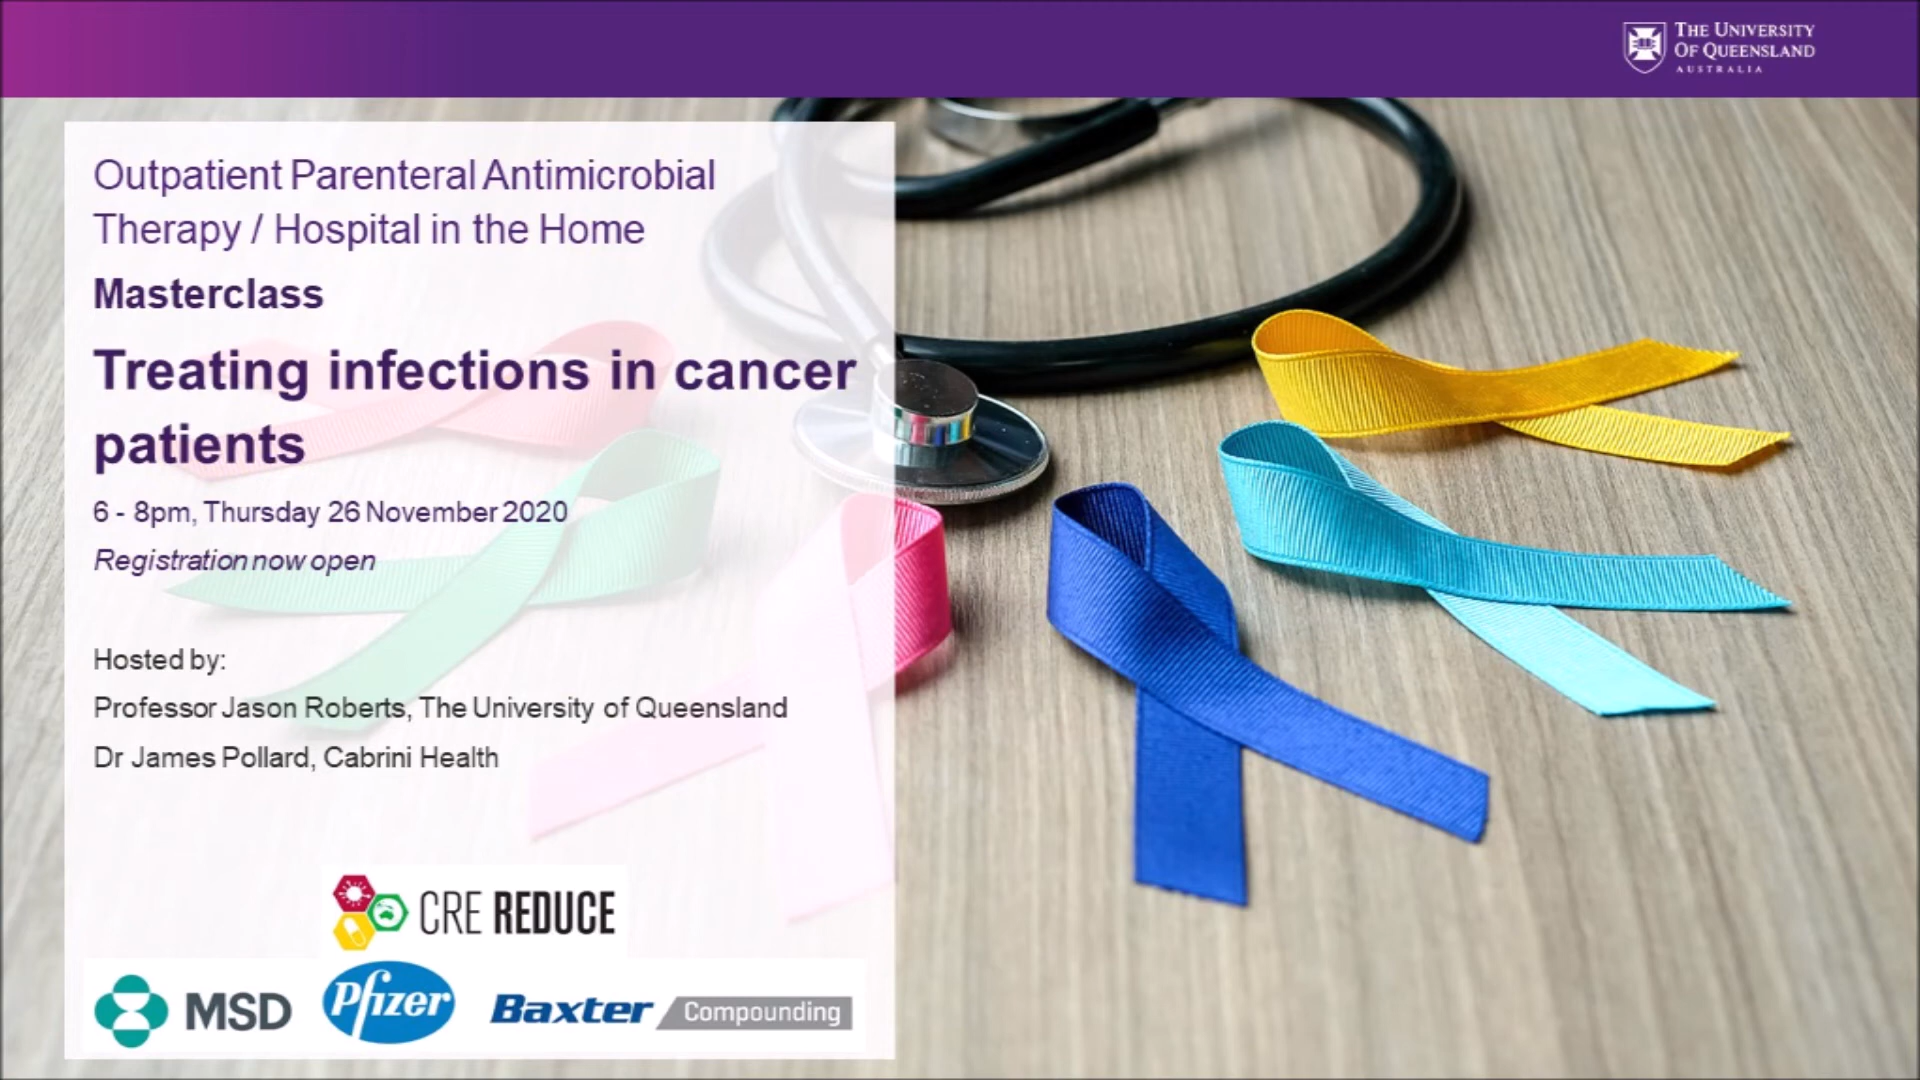 THE UNIVERSITY
OF QUEENSLAND
AUSTRALIA
Outpatient Parenteral Antimicrobial
Therapy / Hospital in the Home
Masterclass
Treating infections in cancer
patients
6 - 8pm, Thursday 26 November 2020
Registration now open
Hosted by:
Professor Jason Roberts, The University of Queensland
Dr James Pollard, Cabrini Health
CRE REDUCE
MSD
Pfizer
Baxter Compounding